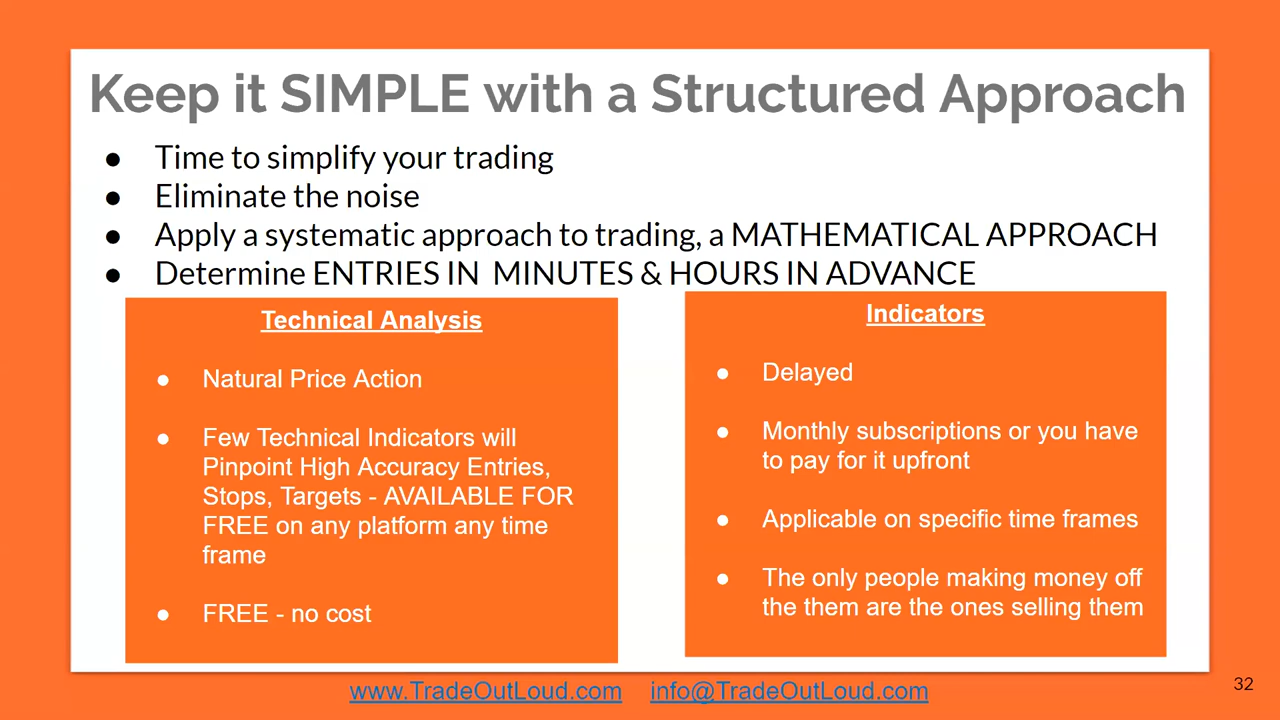 Keep it SIMPLE with a Structured Approach
● Time to simplify your trading
● Eliminate the noise
● Apply a systematic approach to trading, a MATHEMATICAL APPROACH
● Determine ENTRIES IN MINUTES & HOURS IN ADVANCE
Technical Analysis
● Natural Price Action
● Few Technical Indicators will
Pinpoint High Accuracy Entries,
Stops, Targets - AVAILABLE FOR
FREE on any platform any time
frame
● FREE - no cost
Indicators
● Delayed
● Monthly subscriptions or you have
to pay for it upfront
● Applicable on specific time frames
● The only people making money off
the them are the ones selling them
www.TradeOutLoud.com info@TradeOutLoud.com
32